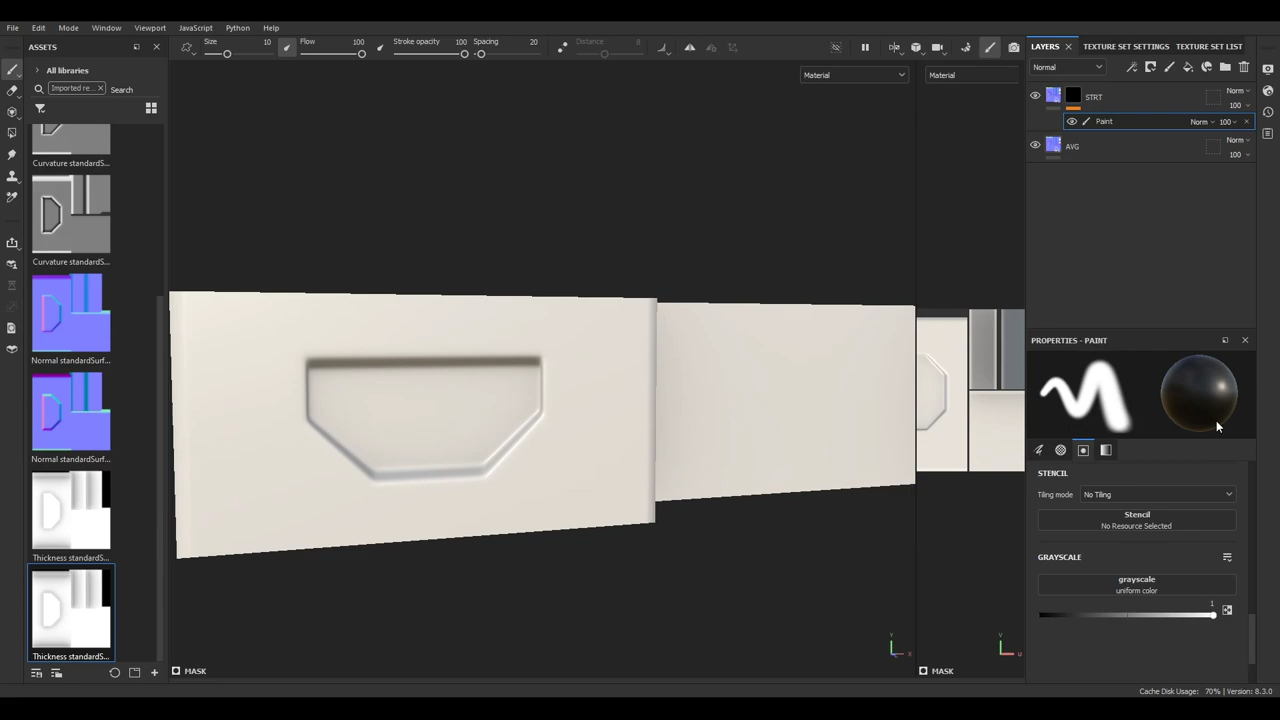 File Edit Mode Window Viewport JavaScript Python Help
ASSETS
All libraries
Imported re... Search
Curvature standardS...
Curvature standardS...
Normal standardSurf...
Normal standardSurf...
Thickness standardS...
Thickness standardS...
Size 10
Flow 100
Stroke opacity 100
Spacing 20
Distance 8
Material
Material
MASK
MASK
Y
X
V
U
LAYERS TEXTURE SET SETTINGS TEXTURE SET LIST
Normal
STRT Norm
100
Paint Norm 100
AVG Norm
100
PROPERTIES - PAINT
STENCIL
Tiling mode No Tiling
Stencil
No Resource Selected
GRAYSCALE
grayscale
uniform color
1
Cache Disk Usage: 70% | Version: 8.3.0